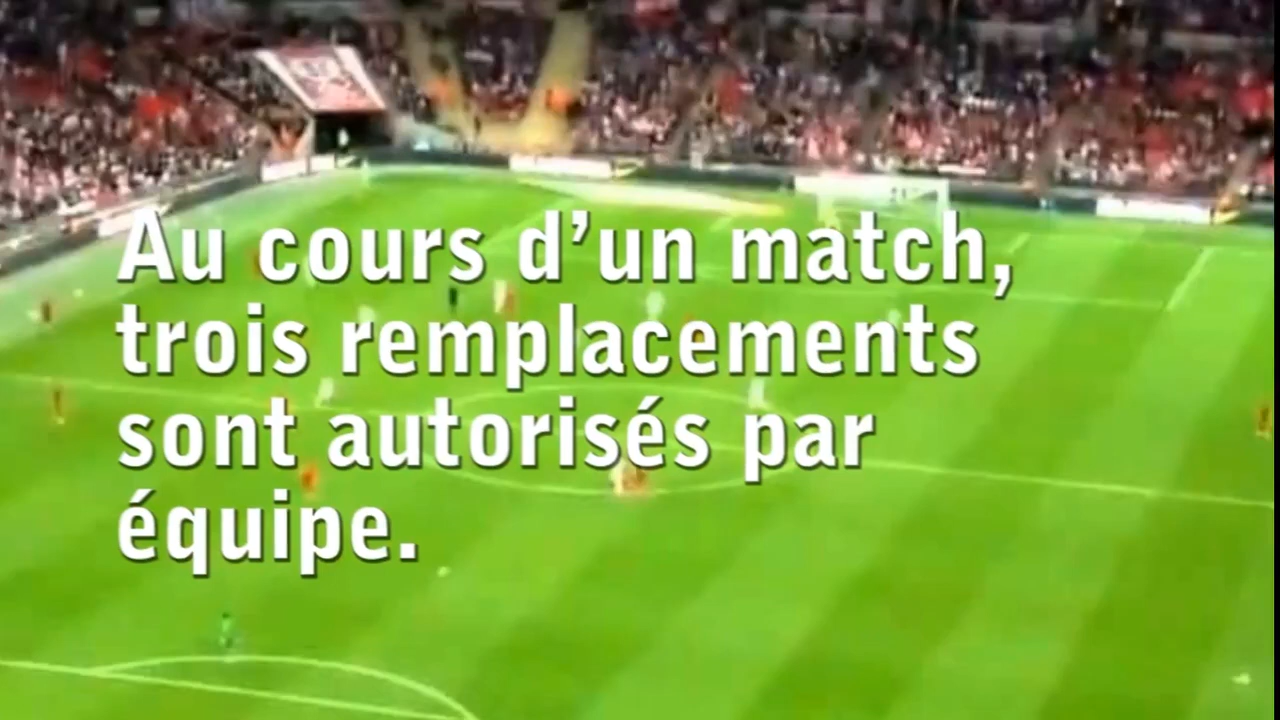 Au cours d’un match,
trois remplacements
sont autorisés par
équipe.